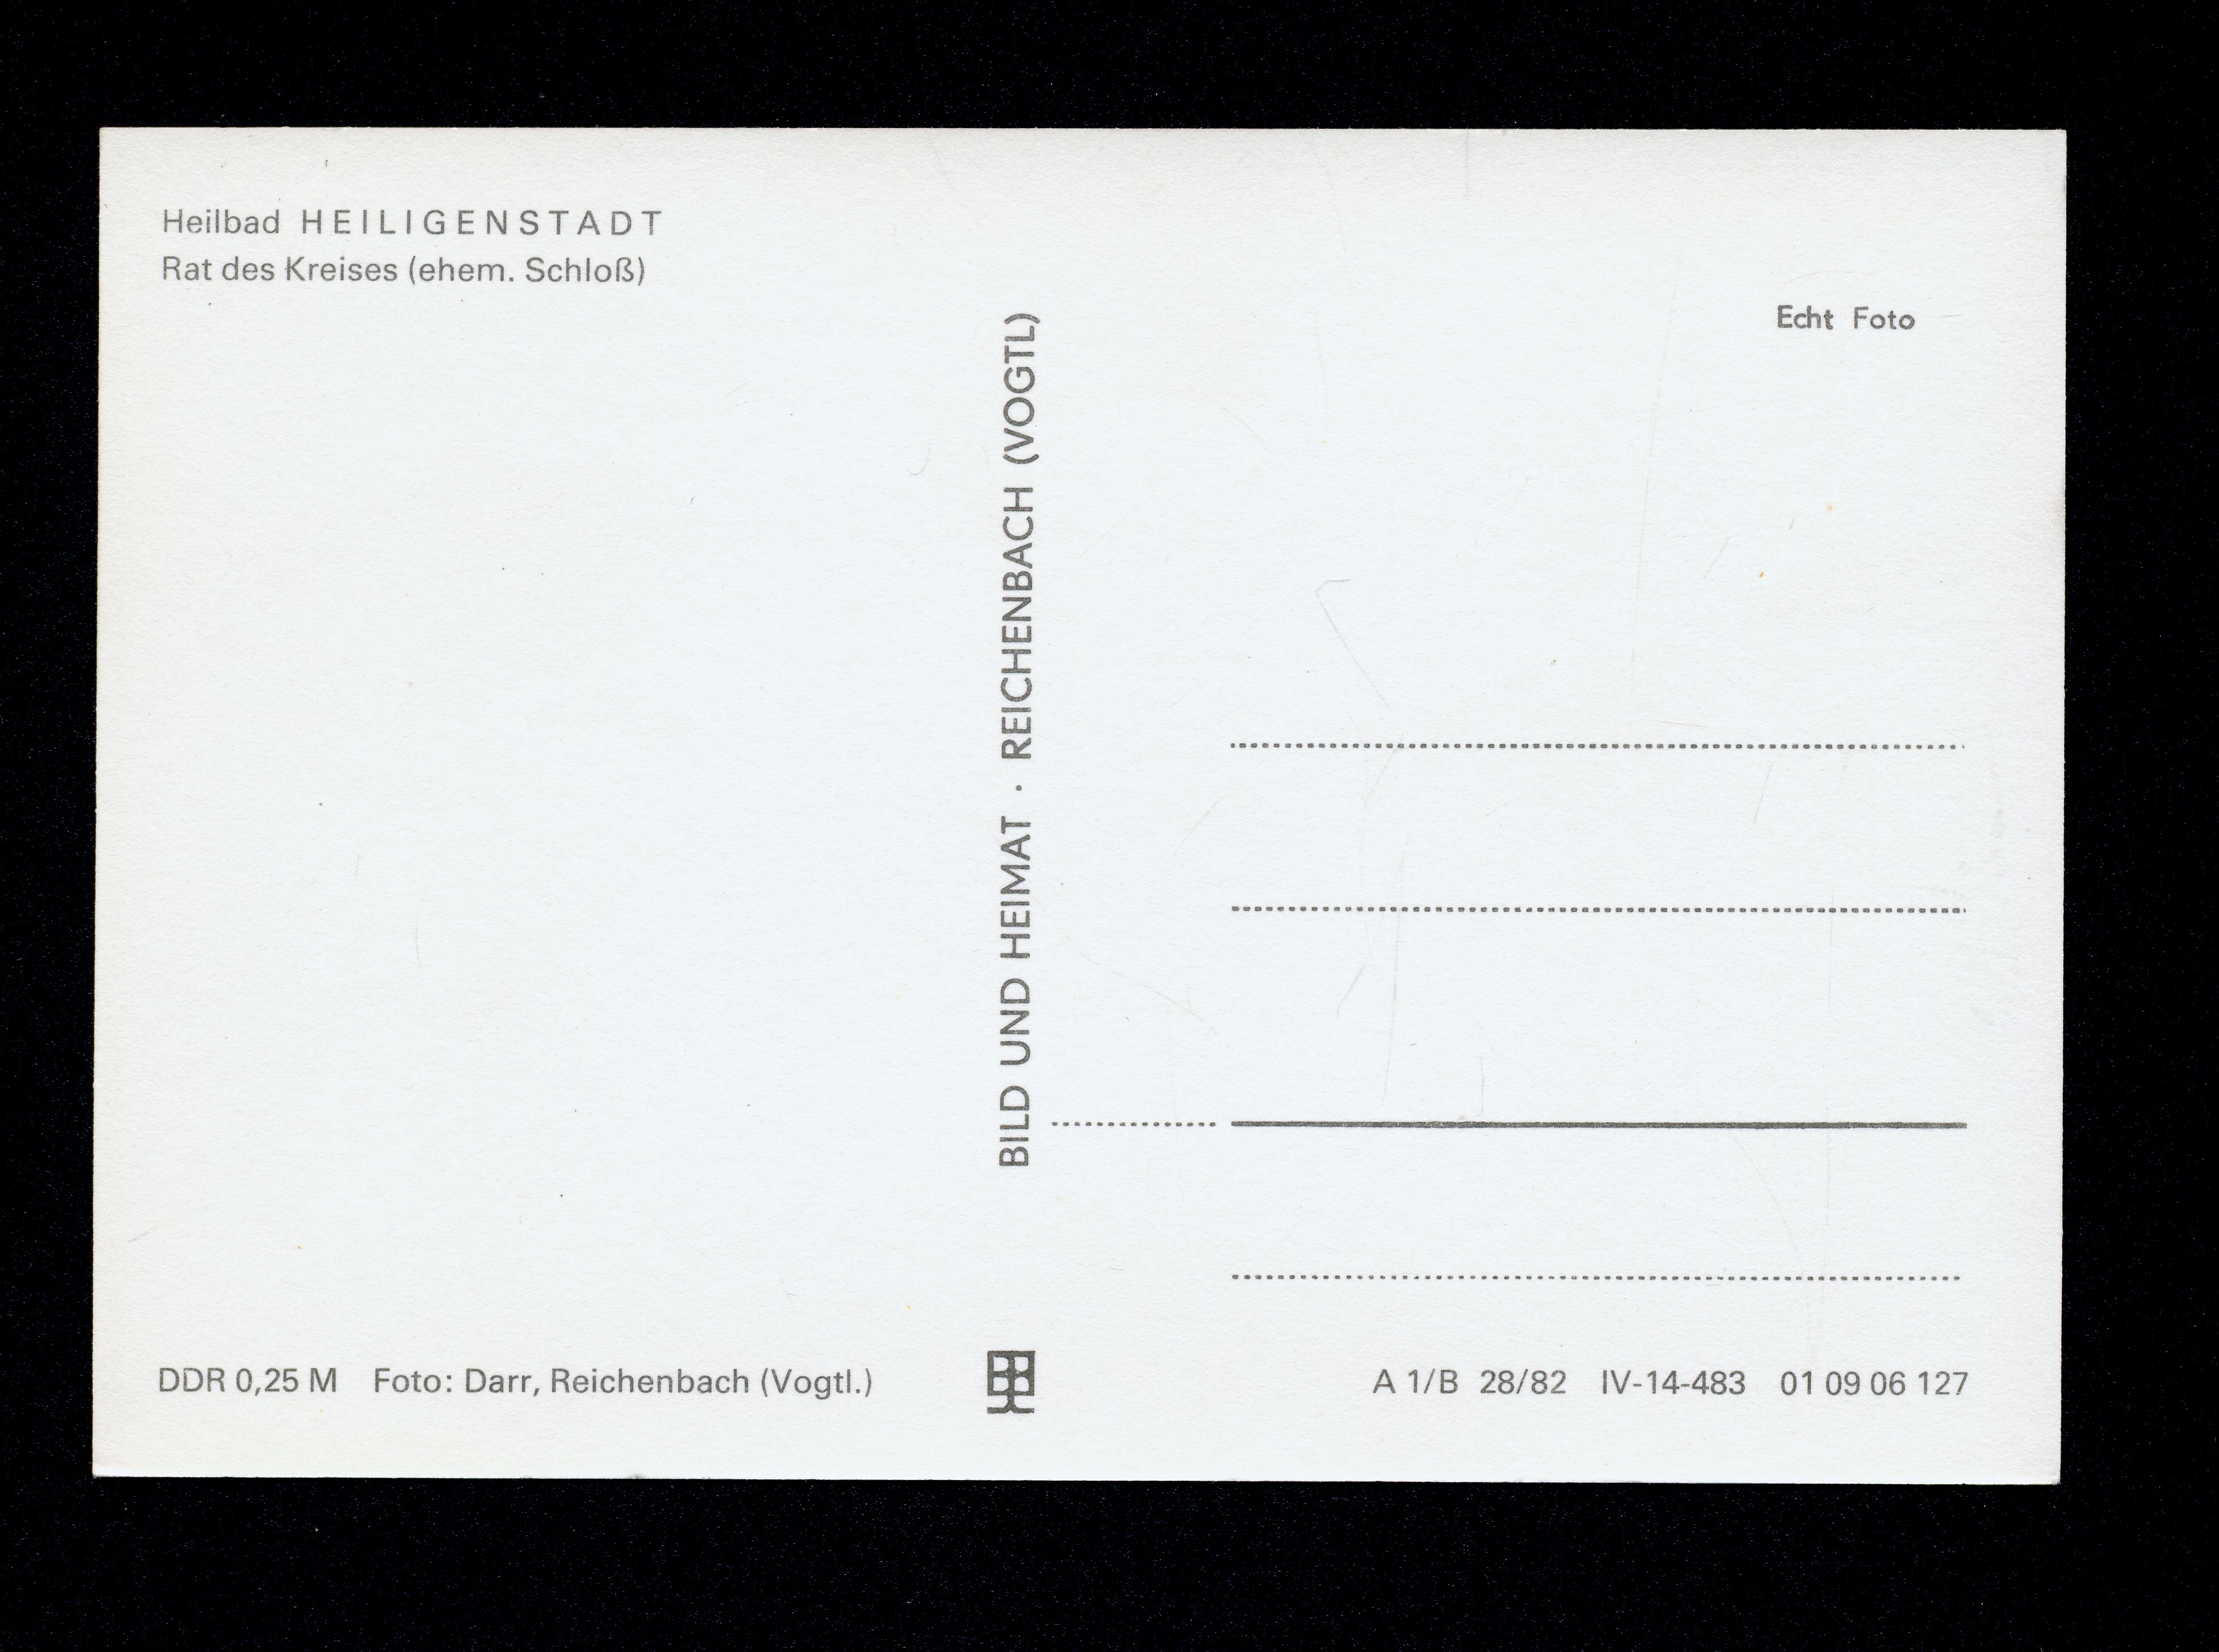 Heilbad HEILIGENSTADT
Rat des Kreises (ehem. Schloß)
Echt Foto
BILD UND HEIMAT · REICHENBACH (VOGTL)
DDR 0,25 M Foto: Darr, Reichenbach (Vogtl.)
A 1/B 28/82 IV-14-483 01 09 06 127